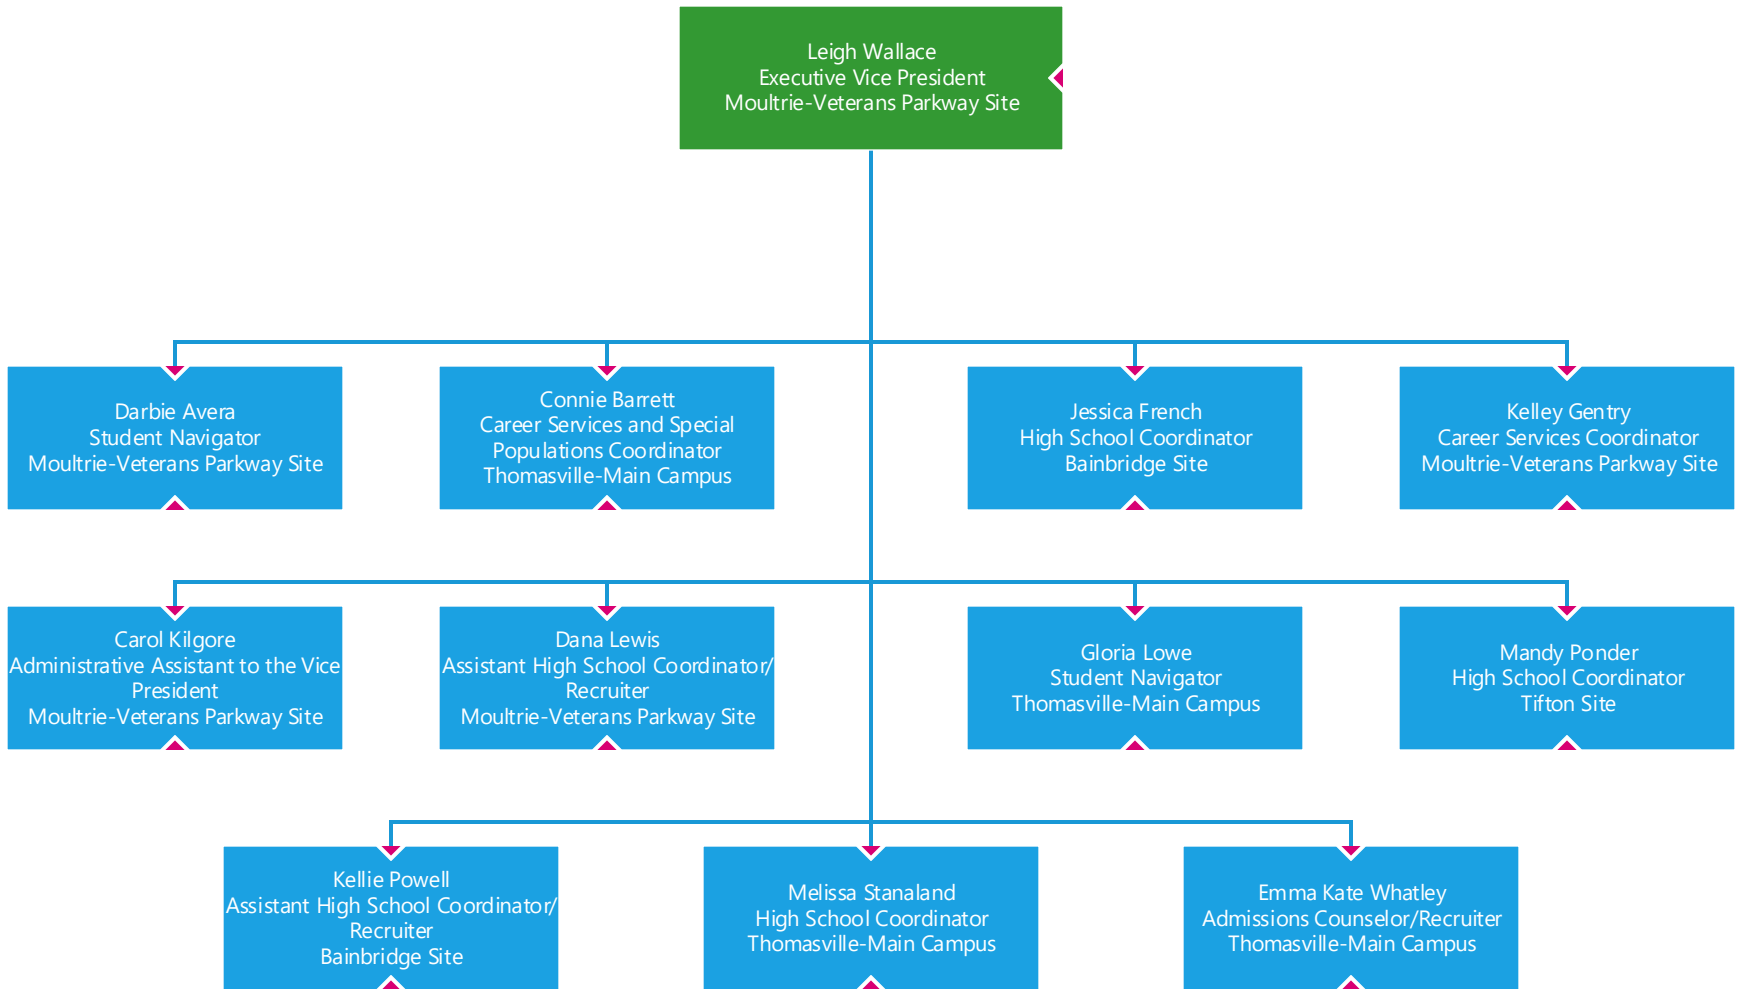 Leigh Wallace
Executive Vice President
Moultrie-Veterans Parkway Site
Darbie Avera
Student Navigator
Moultrie-Veterans Parkway Site
Connie Barrett
Career Services and Special
Populations Coordinator
Thomasville-Main Campus
Jessica French
High School Coordinator
Bainbridge Site
Kelley Gentry
Career Services Coordinator
Moultrie-Veterans Parkway Site
Carol Kilgore
Administrative Assistant to the Vice
President
Moultrie-Veterans Parkway Site
Dana Lewis
Assistant High School Coordinator/
Recruiter
Moultrie-Veterans Parkway Site
Gloria Lowe
Student Navigator
Thomasville-Main Campus
Mandy Ponder
High School Coordinator
Tifton Site
Kellie Powell
Assistant High School Coordinator/
Recruiter
Bainbridge Site
Melissa Stanaland
High School Coordinator
Thomasville-Main Campus
Emma Kate Whatley
Admissions Counselor/Recruiter
Thomasville-Main Campus